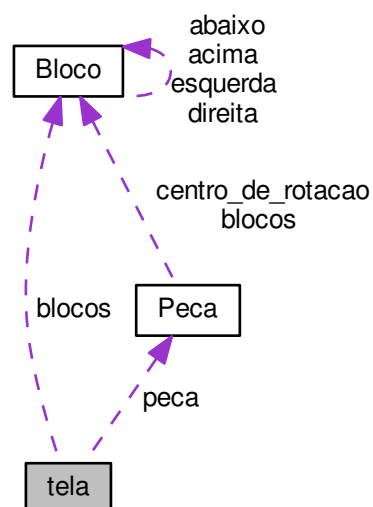 abaixo
acima
esquerda
direita
Bloco
centro_de_rotacao
blocos
blocos
Peca
peca
tela